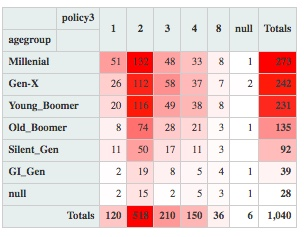 policy3
agegroup 1 2 3 4 8 null Totals
Millenial 51 132 48 33 8 1 273
Gen-X 26 112 58 37 7 2 242
Young_Boomer 20 116 49 38 8 231
Old_Boomer 8 74 28 21 3 1 135
Silent_Gen 11 50 17 11 3 92
GI_Gen 2 19 8 5 4 1 39
null 2 15 2 5 3 1 28
Totals 120 518 210 150 36 6 1,040